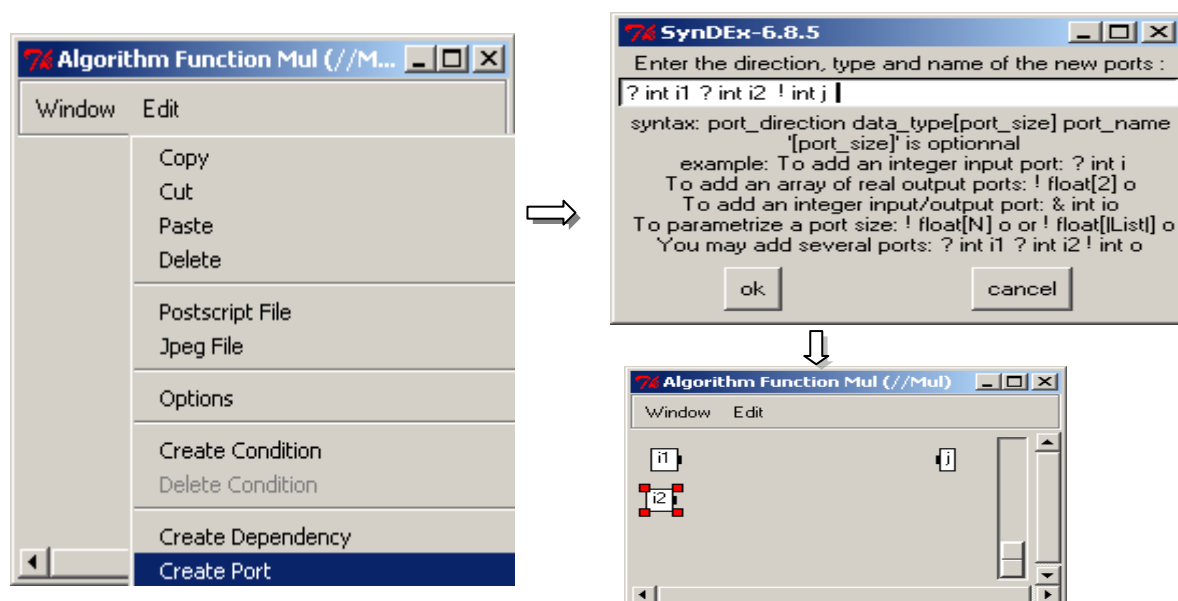 Algorithm Function Mul (//M...
Window Edit
Copy
Cut
Paste
Delete
Postscript File
Jpeg File
Options
Create Condition
Delete Condition
Create Dependency
Create Port
SynDEx-6.8.5
Enter the direction, type and name of the new ports :
? int i1 ? int i2 ! int j
syntax: port_direction data_type[port_size] port_name
'[port_size]' is optionnal
example: To add an integer input port: ? int i
To add an array of real output ports: ! float[2] o
To add an integer input/output port: & int io
To parametrize a port size: ! float[N] o or ! float[|List|] o
You may add several ports: ? int i1 ? int i2 ! int o
ok cancel
Algorithm Function Mul (//Mul)
Window Edit
i1 j
i2